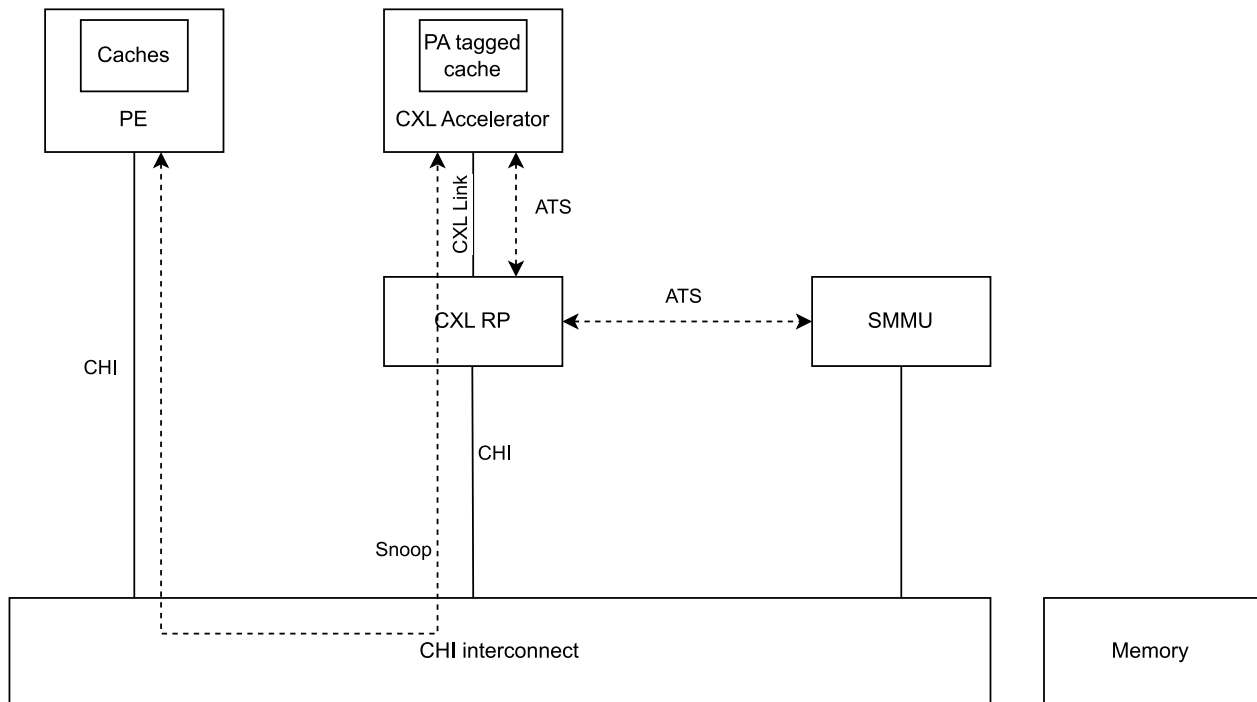 Caches
PE
PA tagged
cache
CXL Accelerator
CXL Link
ATS
CXL RP
ATS
SMMU
CHI
CHI
Snoop
CHI interconnect
Memory